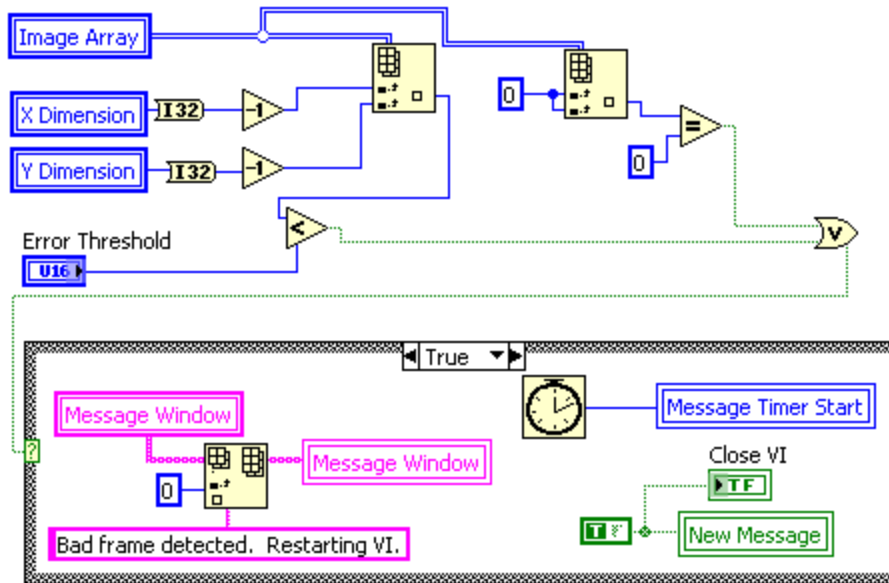 Image Array
X Dimension
I32
-1
Y Dimension
I32
-1
0
0
=
<
v
Error Threshold
U16
True
?
Message Window
Message Window
0
Bad frame detected.  Restarting VI.
Message Timer Start
Close VI
TF
T
New Message